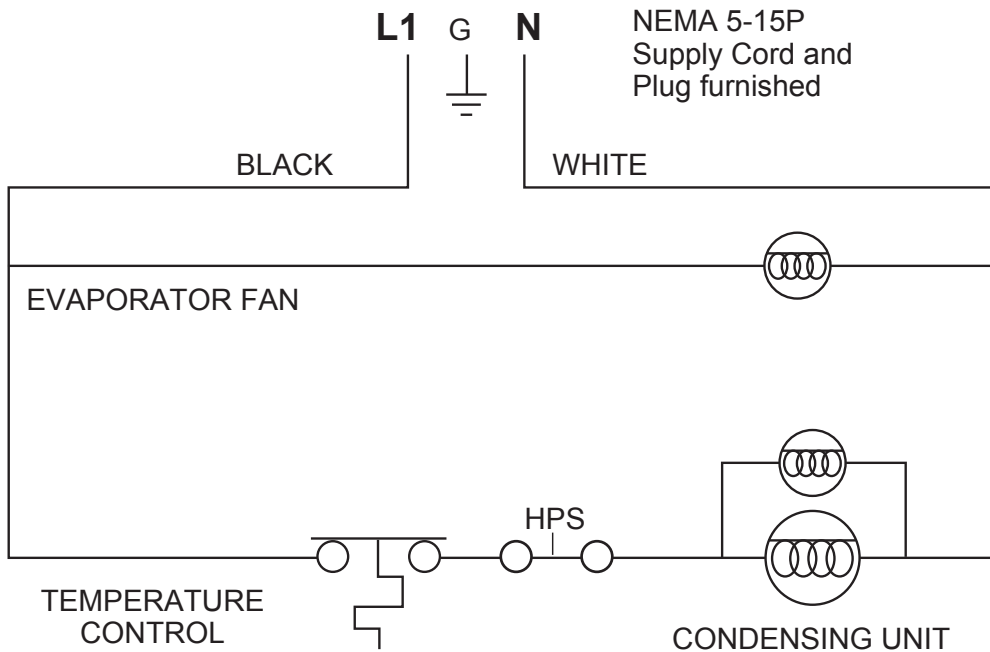 L1 G N
NEMA 5-15P
Supply Cord and
Plug furnished
BLACK
WHITE
EVAPORATOR FAN
HPS
TEMPERATURE
CONTROL
CONDENSING UNIT